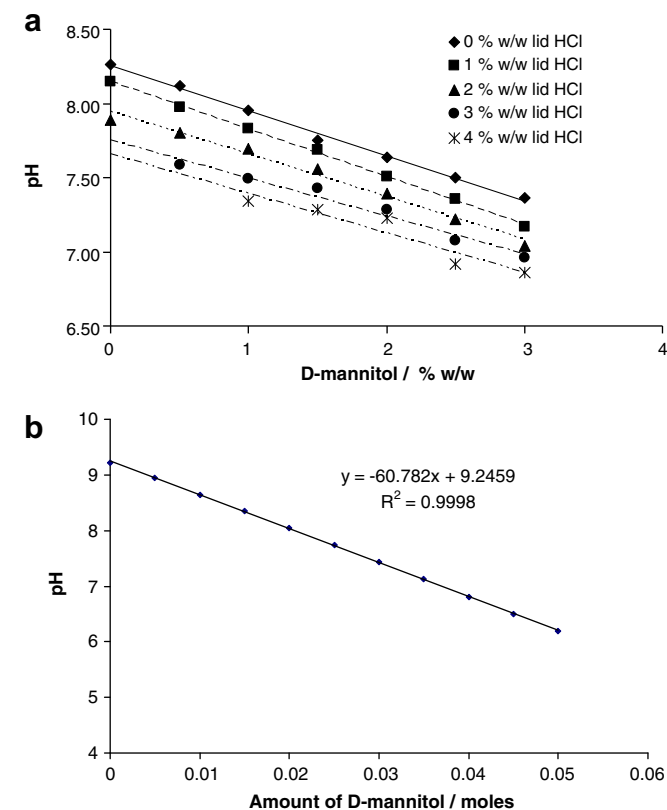 a
8.50
8.00
7.50
7.00
6.50
pH
0 % w/w lid HCl
1 % w/w lid HCl
2 % w/w lid HCl
3 % w/w lid HCl
4 % w/w lid HCl
0 1 2 3 4
D-mannitol / % w/w
b
10
9
8
7
6
5
4
pH
y = -60.782x + 9.2459
R² = 0.9998
0 0.01 0.02 0.03 0.04 0.05 0.06
Amount of D-mannitol / moles